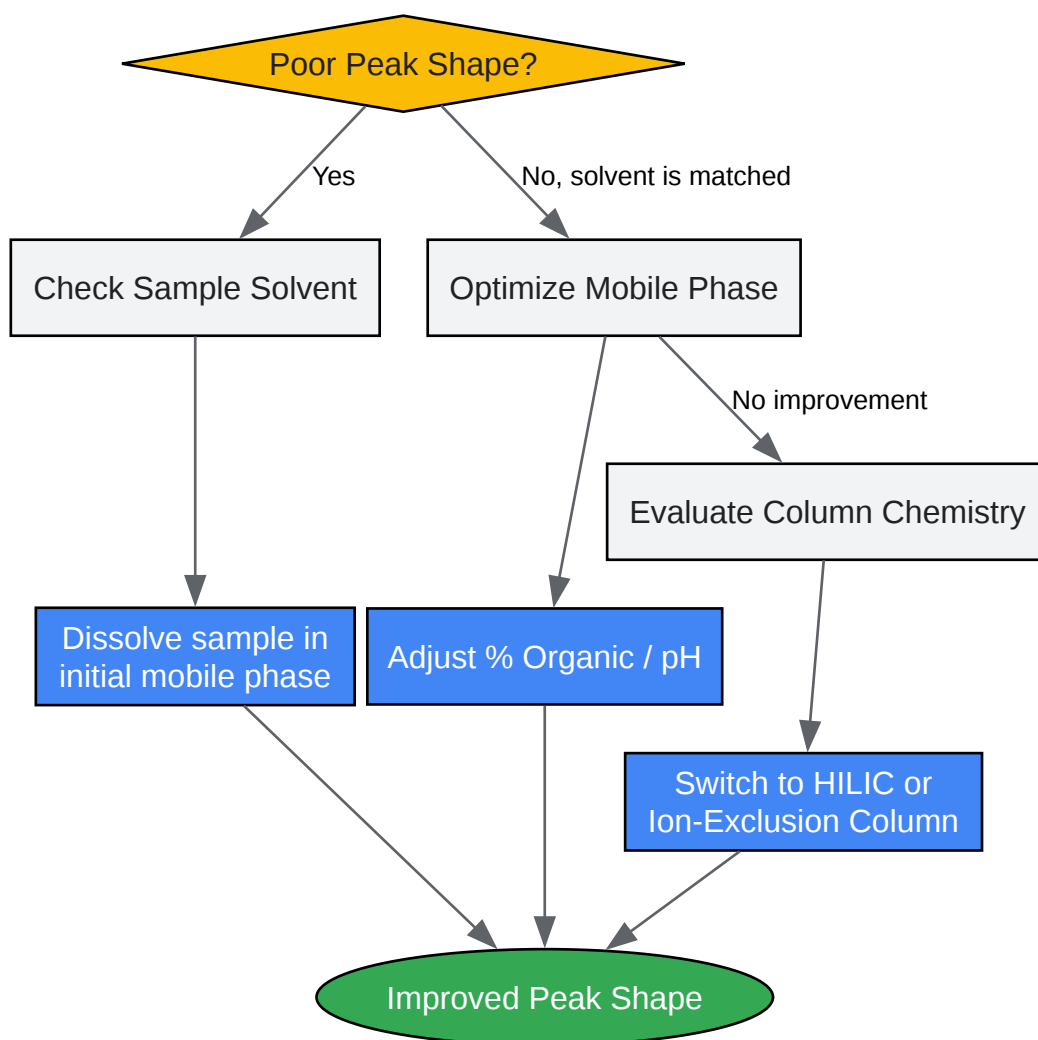 Poor Peak Shape?
Yes
No, solvent is matched
Check Sample Solvent
Optimize Mobile Phase
No improvement
Evaluate Column Chemistry
Dissolve sample in
initial mobile phase
Adjust % Organic / pH
Switch to HILIC or
Ion-Exclusion Column
Improved Peak Shape